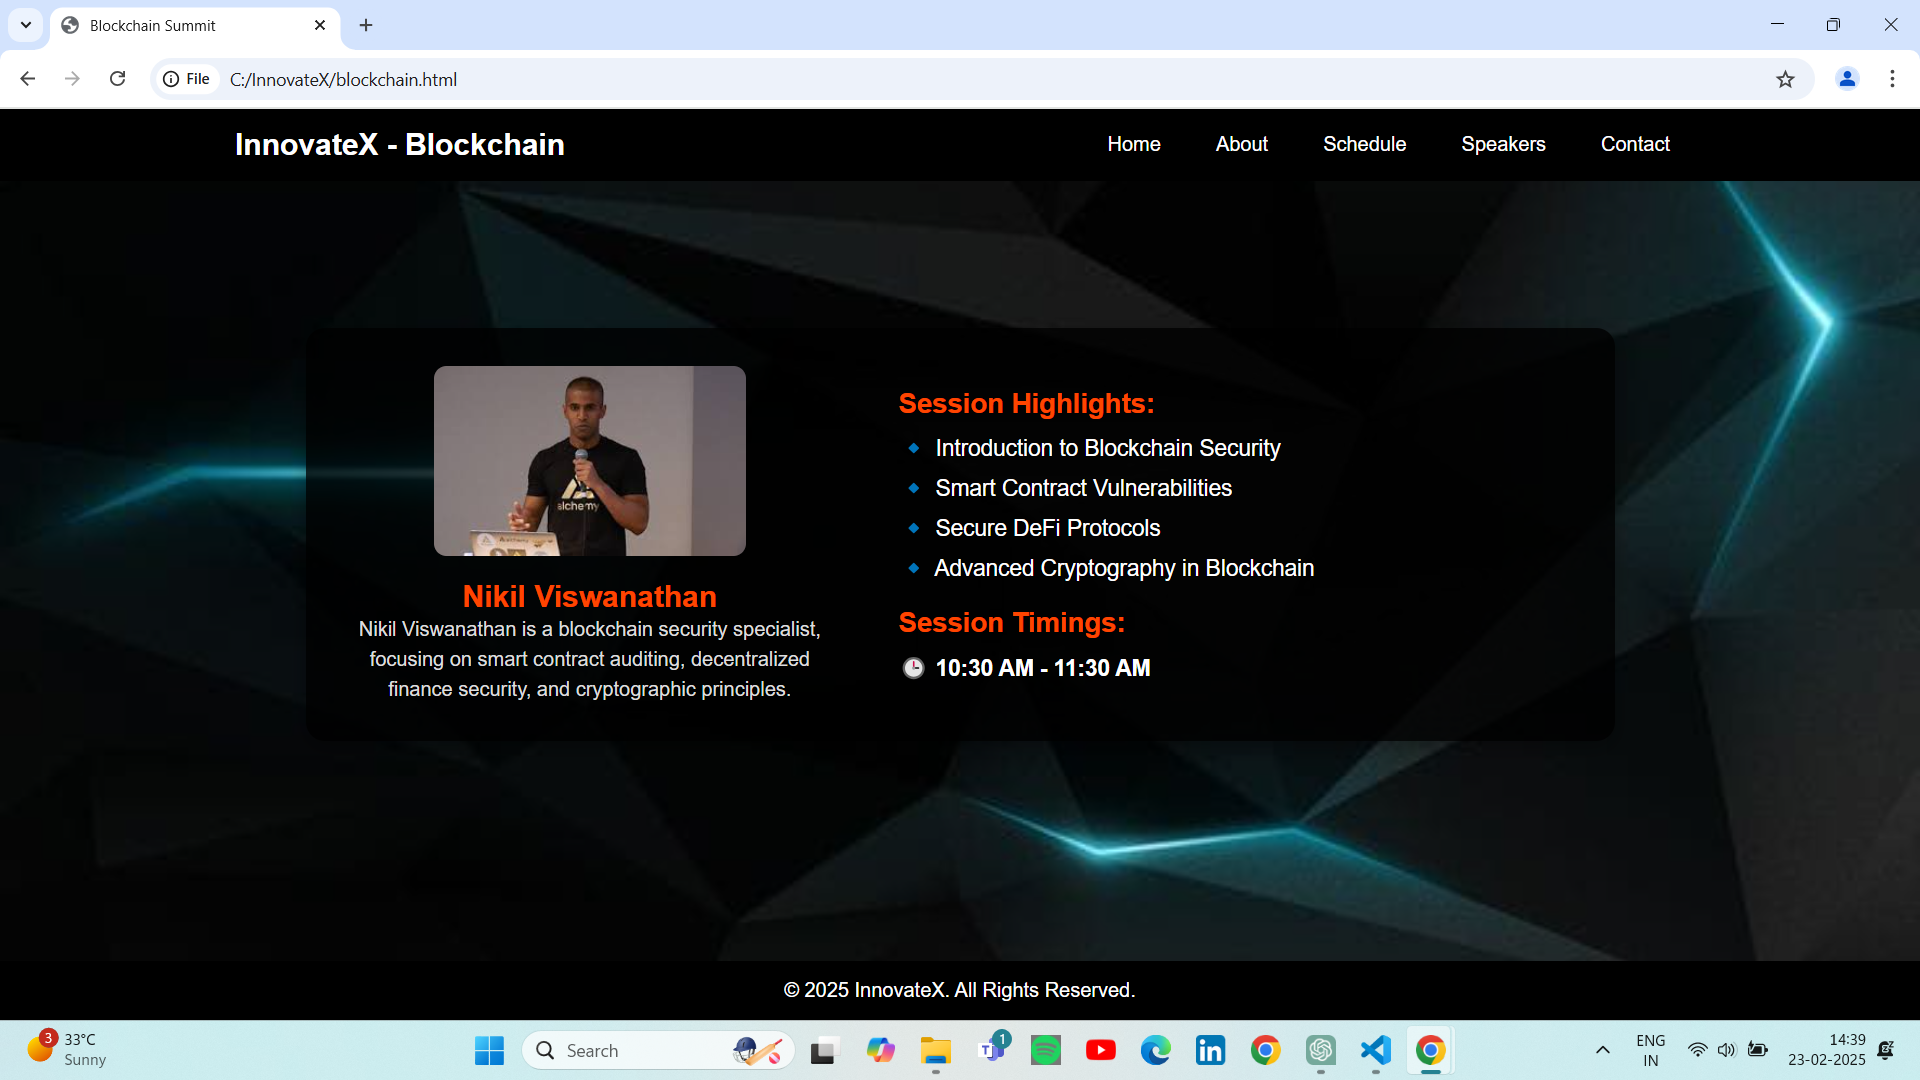 Blockchain Summit
File
C:/InnovateX/blockchain.html
InnovateX - Blockchain
Home
About
Schedule
Speakers
Contact
alchemy
Nikil Viswanathan
Nikil Viswanathan is a blockchain security specialist,
focusing on smart contract auditing, decentralized
finance security, and cryptographic principles.
Session Highlights:
Introduction to Blockchain Security
Smart Contract Vulnerabilities
Secure DeFi Protocols
Advanced Cryptography in Blockchain
Session Timings:
10:30 AM - 11:30 AM
© 2025 InnovateX. All Rights Reserved.
3
33°C
Sunny
Search
1
ENG
IN
14:39
23-02-2025